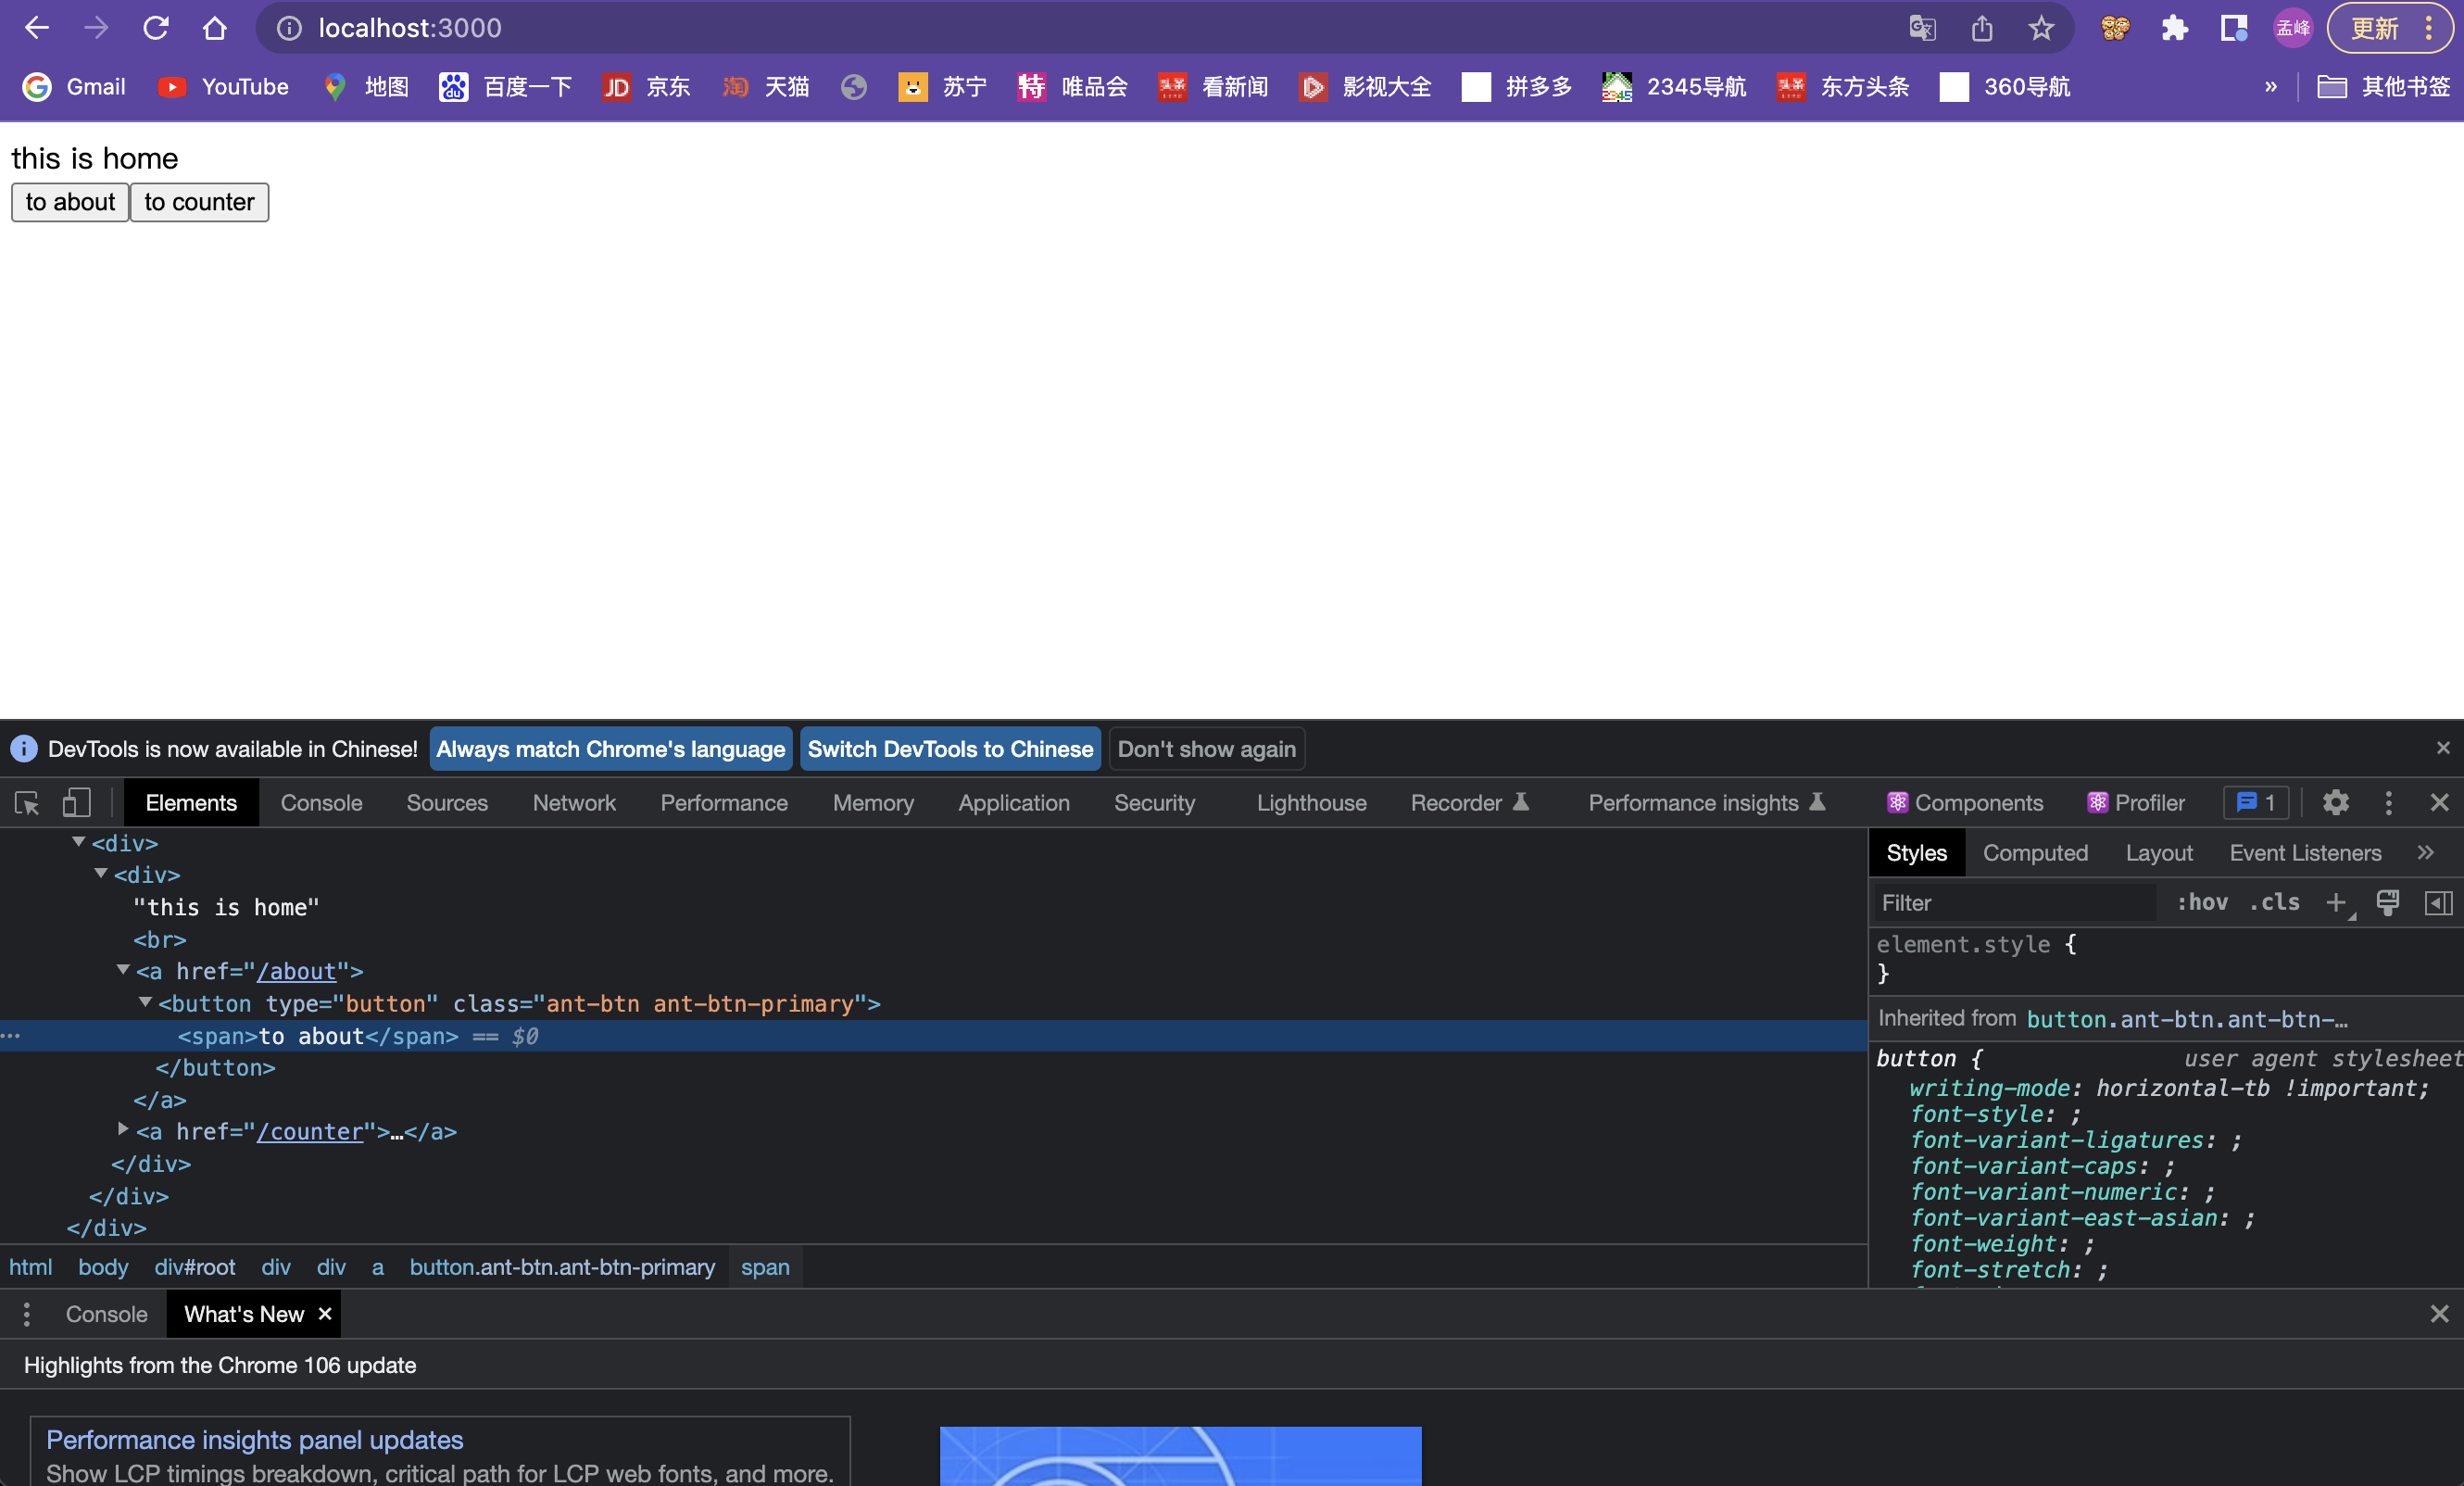 localhost:3000
孟峰
更新
Gmail YouTube 地图 百度一下 JD 京东 淘 天猫 苏宁 特 唯品会 看新闻 影视大全 拼多多 2345导航 东方头条 360导航 » 其他书签
this is home
to about to counter
DevTools is now available in Chinese! Always match Chrome's language Switch DevTools to Chinese Don't show again
Elements Console Sources Network Performance Memory Application Security Lighthouse Recorder Performance insights Components Profiler 1
<div>
<div>
"this is home"
<br>
<a href="/about">
<button type="button" class="ant-btn ant-btn-primary">
<span>to about</span> == $0
</button>
</a>
<a href="/counter">…</a>
</div>
</div>
</div>
html body div#root div div a button.ant-btn.ant-btn-primary span
Styles Computed Layout Event Listeners »
Filter :hov .cls +
element.style {
}
Inherited from button.ant-btn.ant-btn-…
button { user agent stylesheet
writing-mode: horizontal-tb !important;
font-style: ;
font-variant-ligatures: ;
font-variant-caps: ;
font-variant-numeric: ;
font-variant-east-asian: ;
font-weight: ;
font-stretch: ;
Console What's New
Highlights from the Chrome 106 update
Performance insights panel updates
Show LCP timings breakdown, critical path for LCP web fonts, and more.